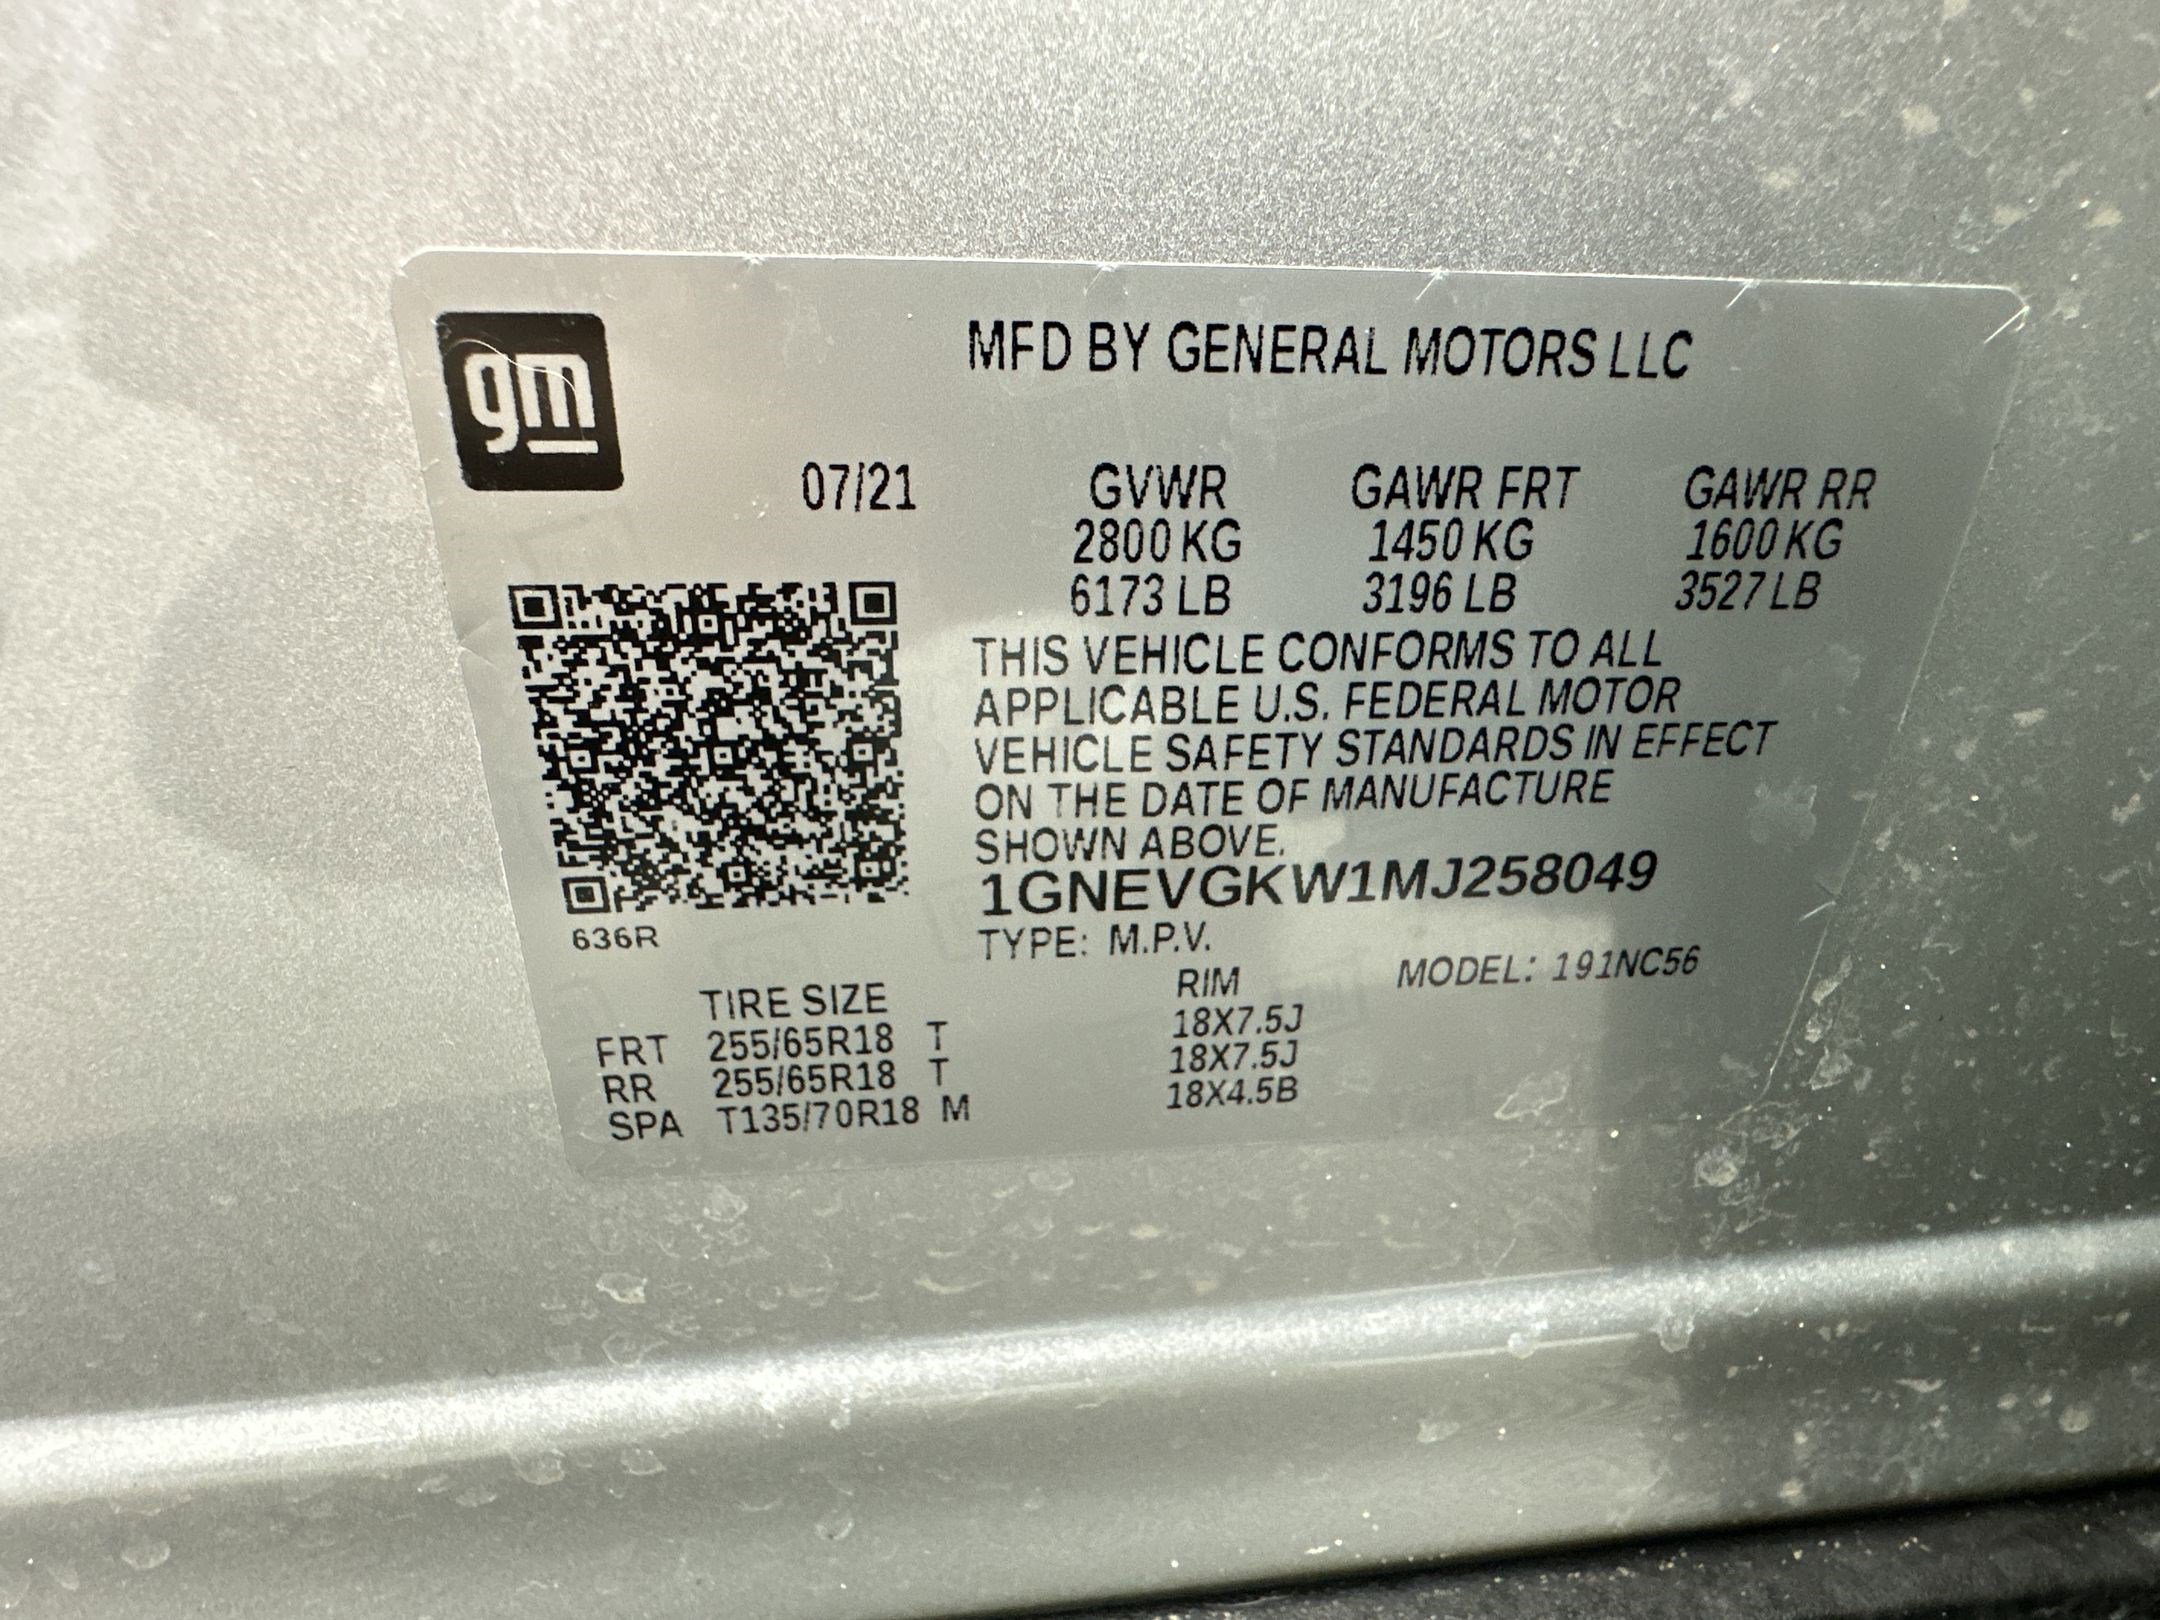 gm
MFD BY GENERAL MOTORS LLC
07/21 GVWR GAWR FRT GAWR RR
2800 KG 1450 KG 1600 KG
6173 LB 3196 LB 3527 LB
THIS VEHICLE CONFORMS TO ALL
APPLICABLE U.S. FEDERAL MOTOR
VEHICLE SAFETY STANDARDS IN EFFECT
ON THE DATE OF MANUFACTURE
SHOWN ABOVE.
1GNEVGKW1MJ258049
636R
TYPE: M.P.V. MODEL: 191NC56
TIRE SIZE RIM
FRT 255/65R18 T 18X7.5J
RR 255/65R18 T 18X7.5J
SPA T135/70R18 M 18X4.5B